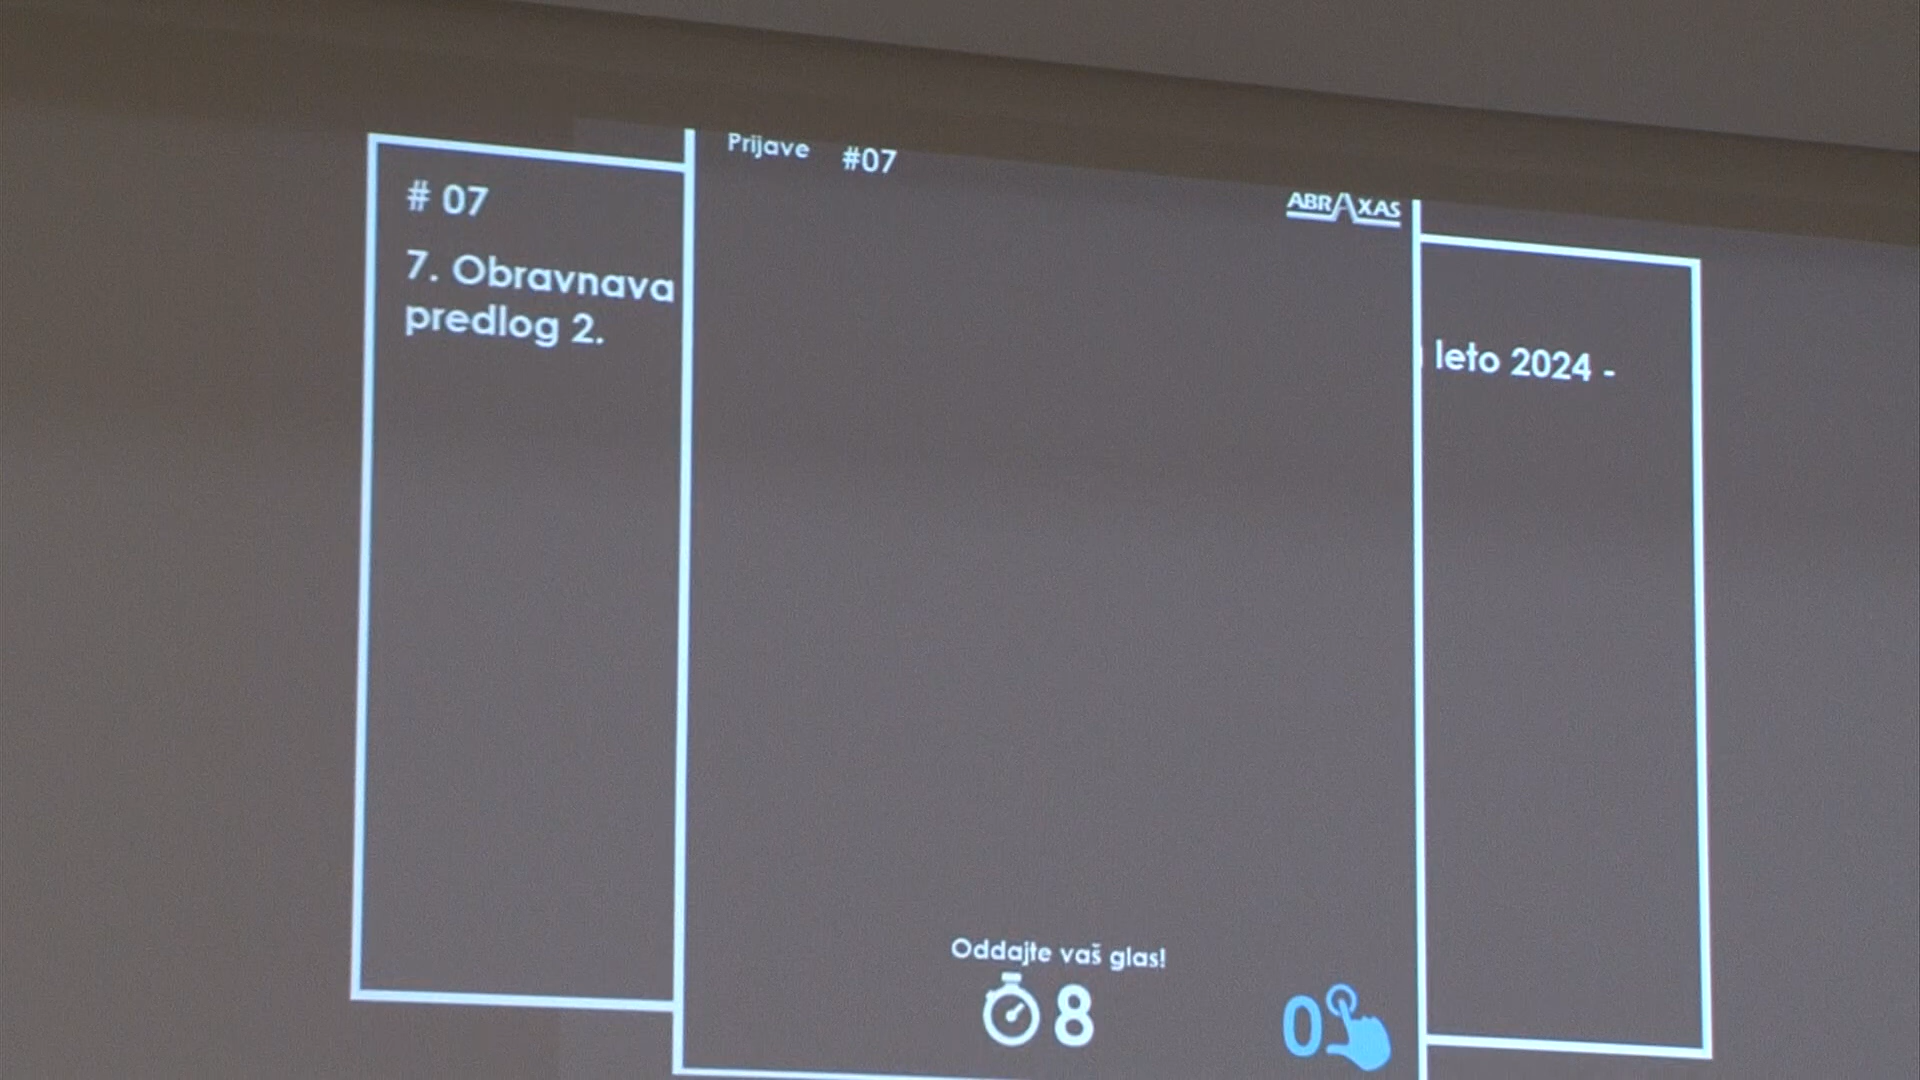 # 07
7. Obravnava
predlog 2.
Prijave #07
ABRAXAS
leto 2024 -
Oddajte vaš glas!
8
0